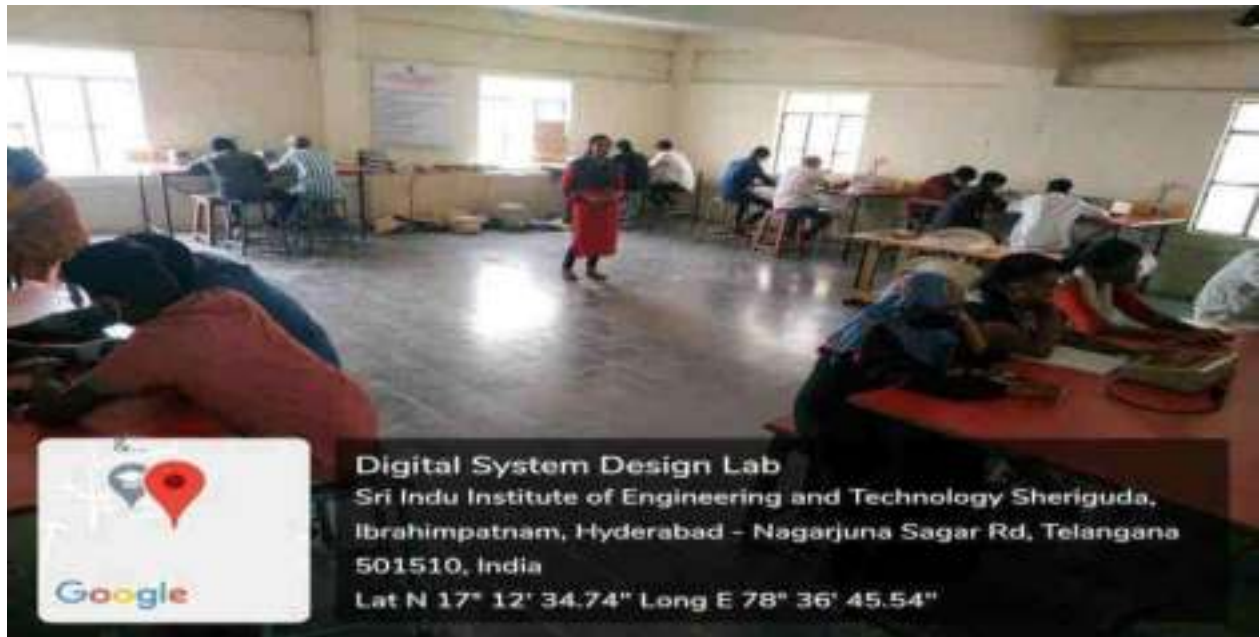 Digital System Design Lab
Sri Indu Institute of Engineering and Technology Sheriguda,
Ibrahimpatnam, Hyderabad - Nagarjuna Sagar Rd, Telangana
501510, India
Lat N 17° 12' 34.74" Long E 78° 36' 45.54"
Google